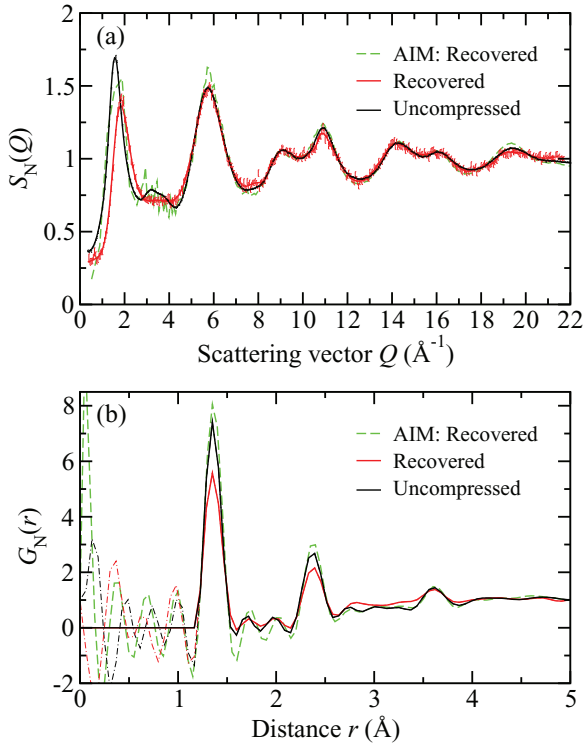 (a)
AIM: Recovered
Recovered
Uncompressed
S_N(Q)
2
1.5
1
0.5
0
0 2 4 6 8 10 12 14 16 18 20 22
Scattering vector Q (Å⁻¹)
(b)
AIM: Recovered
Recovered
Uncompressed
G_N(r)
8
6
4
2
0
-2
0 1 2 3 4 5
Distance r (Å)